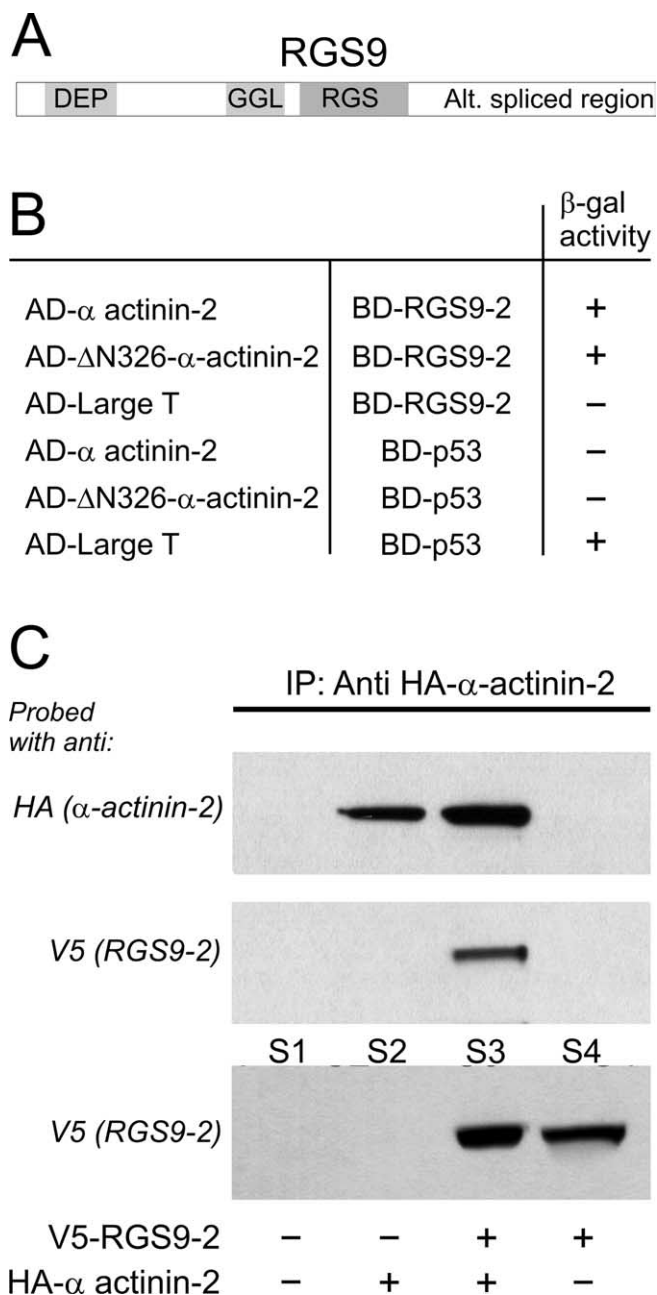 A
RGS9
DEP GGL RGS Alt. spliced region
B
β-gal
activity
AD-α actinin-2 BD-RGS9-2 +
AD-ΔN326-α-actinin-2 BD-RGS9-2 +
AD-Large T BD-RGS9-2 –
AD-α actinin-2 BD-p53 –
AD-ΔN326-α-actinin-2 BD-p53 –
AD-Large T BD-p53 +
C
IP: Anti HA-α-actinin-2
Probed
with anti:
HA (α-actinin-2)
V5 (RGS9-2)
S1 S2 S3 S4
V5 (RGS9-2)
V5-RGS9-2 – – + +
HA-α actinin-2 – + + –